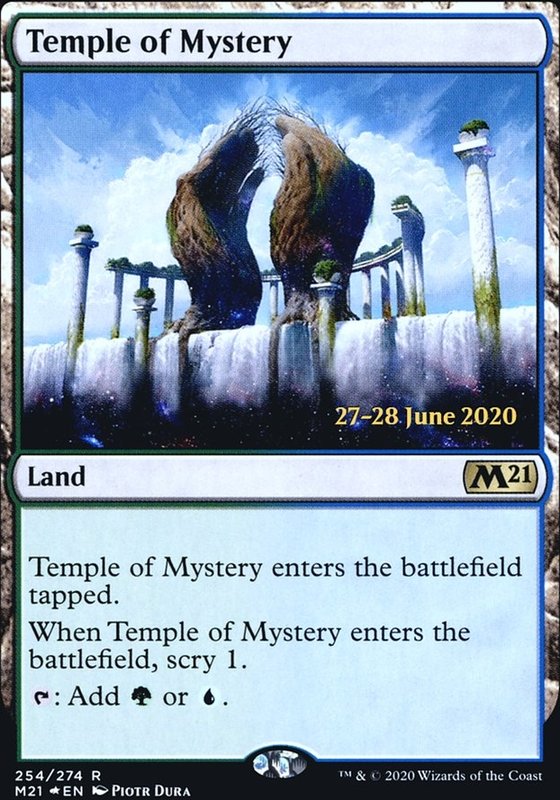 Temple of Mystery
27–28 June 2020
Land
M21
Temple of Mystery enters the battlefield
tapped.
When Temple of Mystery enters the
battlefield, scry 1.
: Add or .
254/274 R
™ & © 2020 Wizards of the Coast
M21 ★ EN Piotr Dura